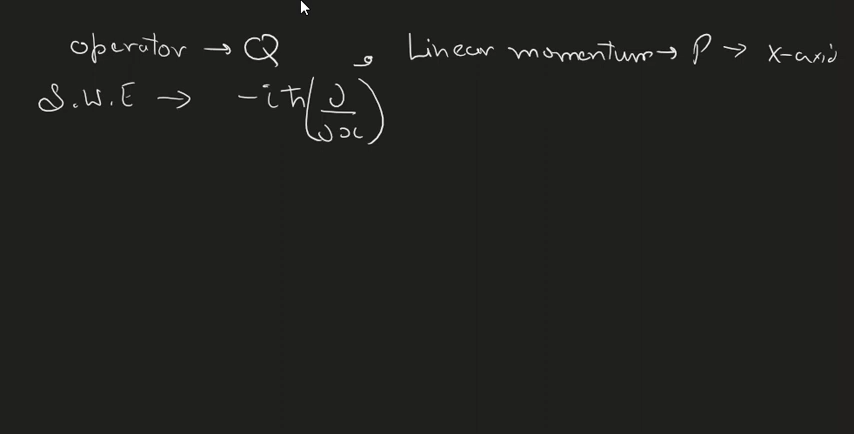 operator → Q Linear momentum → P → x-axis
S.W.E → -iħ(∂/∂x)